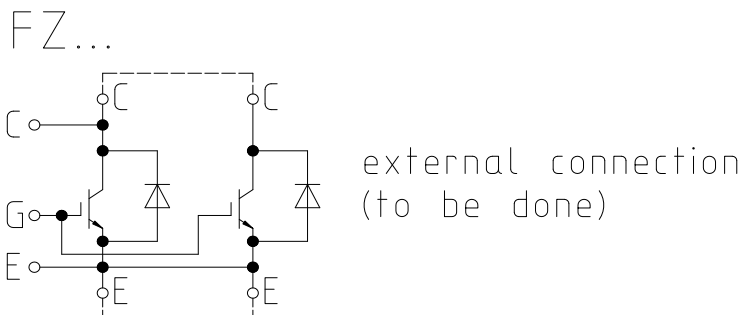 FZ...
C C
C
external connection
(to be done)
G
E
E E